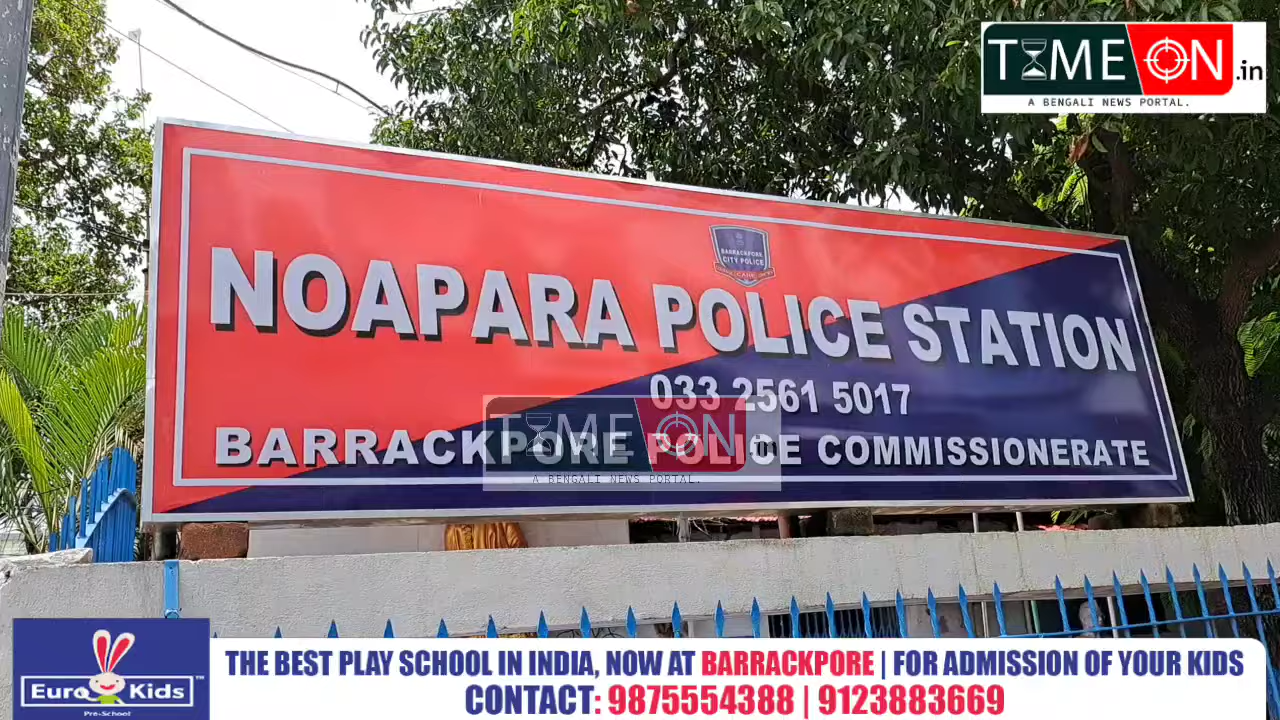 TIME ON .in
A BENGALI NEWS PORTAL.
BARRACKPORE
CITY POLICE
NOAPARA POLICE STATION
033 2561 5017
BARRACKPORE POLICE COMMISSIONERATE
TIME ON .in
A BENGALI NEWS PORTAL.
Euro Kids TM
Pre-School
THE BEST PLAY SCHOOL IN INDIA, NOW AT BARRACKPORE | FOR ADMISSION OF YOUR KIDS
CONTACT: 9875554388 | 9123883669